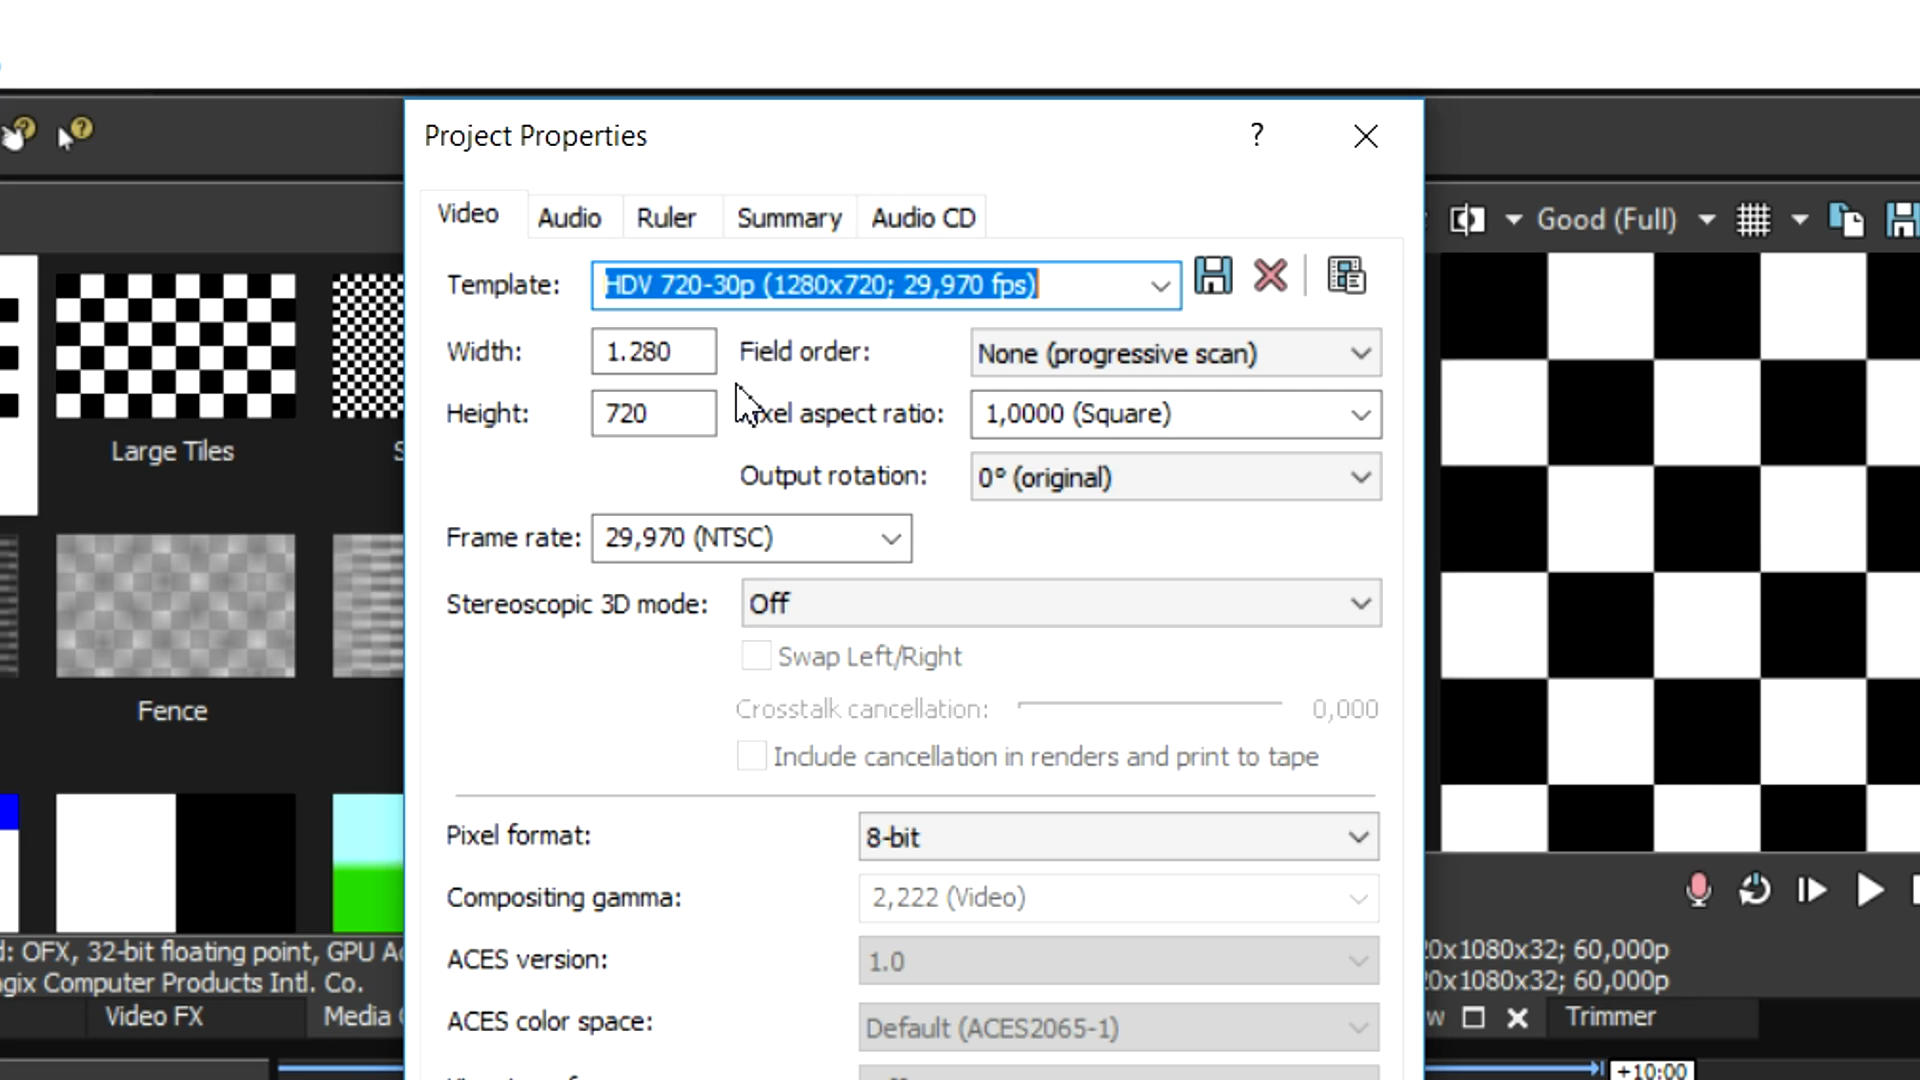 Project Properties
?
Video Audio Ruler Summary Audio CD
Good (Full)
Template: HDV 720-30p (1280x720; 29,970 fps)
Width: 1.280 Field order: None (progressive scan)
Height: 720 aspect ratio: 1,0000 (Square)
Output rotation: 0° (original)
Frame rate: 29,970 (NTSC)
Stereoscopic 3D mode: Off
Swap Left/Right
Crosstalk cancellation: 0,000
Include cancellation in renders and print to tape
Pixel format: 8-bit
Compositing gamma: 2,222 (Video)
ACES version: 1.0
ACES color space: Default (ACES2065-1)
Large Tiles
Fence
d: OFX, 32-bit floating point, GPU A
gix Computer Products Intl. Co.
Video FX Media
0x1080x32; 60,000p
0x1080x32; 60,000p
w Trimmer
+10:00